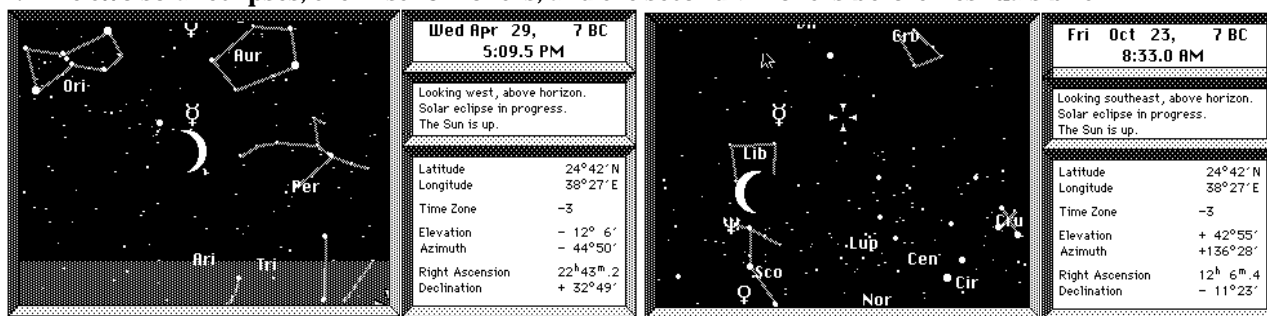 Aur
Ori
Per
Ari
Tri
Wed Apr 29, 7 BC
5:09.5 PM
Looking west, above horizon.
Solar eclipse in progress.
The Sun is up.
Latitude 24°42′N
Longitude 38°27′E
Time Zone -3
Elevation - 12° 6′
Azimuth - 44°50′
Right Ascension 22h43m.2
Declination + 32°49′
Lib
Lup
Cen
Sco
Cir
Nor
Fri Oct 23, 7 BC
8:33.0 AM
Looking southeast, above horizon.
Solar eclipse in progress.
The Sun is up.
Latitude 24°42′N
Longitude 38°27′E
Time Zone -3
Elevation + 42°55′
Azimuth +136°28′
Right Ascension 12h 6m.4
Declination - 11°23′